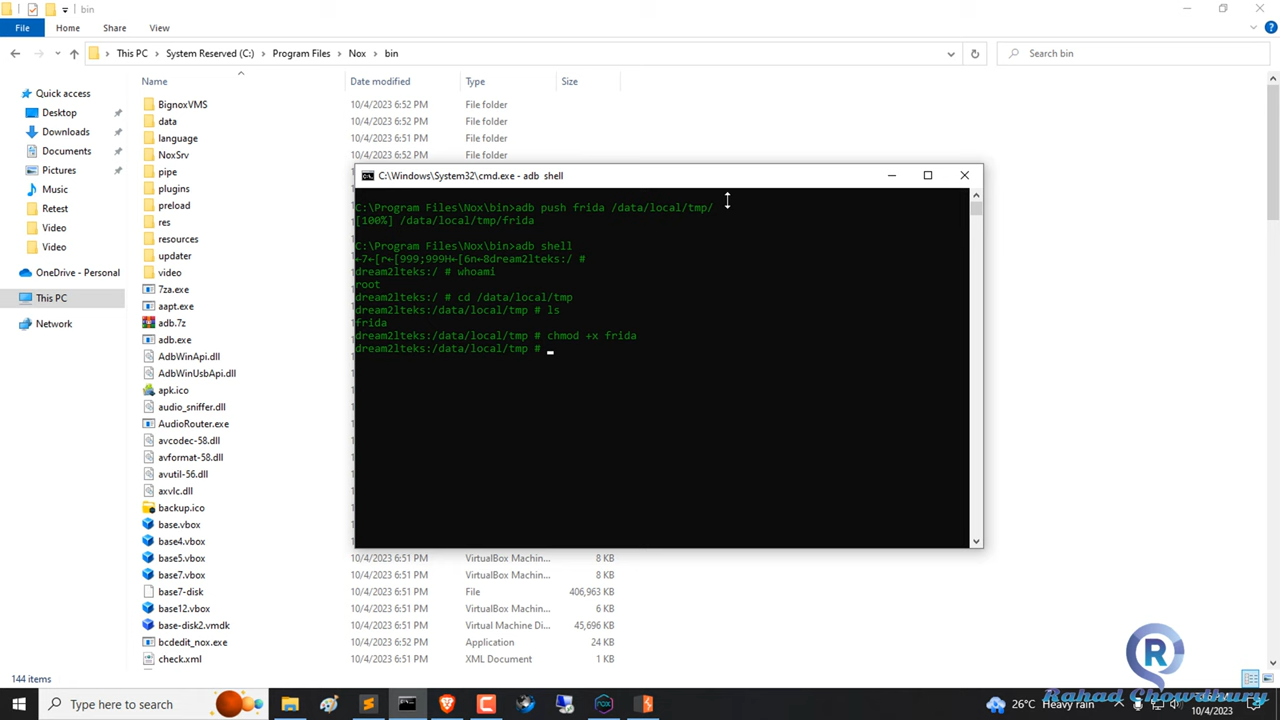 bin
File Home Share View
This PC System Reserved (C:) Program Files Nox bin Search bin
Name Date modified Type Size
Quick access
Desktop
Downloads
Documents
Pictures
Music
Retest
Video
Video
OneDrive - Personal
This PC
Network
BignoxVMS 10/4/2023 6:52 PM File folder
data 10/4/2023 6:52 PM File folder
language 10/4/2023 6:51 PM File folder
NoxSrv 10/4/2023 6:52 PM File folder
pipe
plugins
preload
res
resources
updater
video
7za.exe
aapt.exe
adb.7z
adb.exe
AdbWinApi.dll
AdbWinUsbApi.dll
apk.ico
audio_sniffer.dll
AudioRouter.exe
avcodec-58.dll
avformat-58.dll
avutil-56.dll
axvlc.dll
backup.ico
base.vbox
base4.vbox
base5.vbox 10/4/2023 6:51 PM VirtualBox Machin... 8 KB
base7.vbox 10/4/2023 6:51 PM VirtualBox Machin... 8 KB
base7-disk 10/4/2023 6:51 PM File 406,963 KB
base12.vbox 10/4/2023 6:51 PM VirtualBox Machin... 6 KB
base-disk2.vmdk 10/4/2023 6:51 PM Virtual Machine Di... 45,696 KB
bcdedit_nox.exe 10/4/2023 6:52 PM Application 24 KB
check.xml 10/4/2023 6:51 PM XML Document 1 KB
C:\Windows\System32\cmd.exe - adb shell
C:\Program Files\Nox\bin>adb push frida /data/local/tmp/
[100%] /data/local/tmp/frida
C:\Program Files\Nox\bin>adb shell
←7←[r←[999;999H←[6n←8dream2lteks:/ #
dream2lteks:/ # whoami
root
dream2lteks:/ # cd /data/local/tmp
dream2lteks:/data/local/tmp # ls
frida
dream2lteks:/data/local/tmp # chmod +x frida
dream2lteks:/data/local/tmp #
144 items
Type here to search
nox
26°C Heavy rain
10/4/2023
R
Rahad Chowdhury